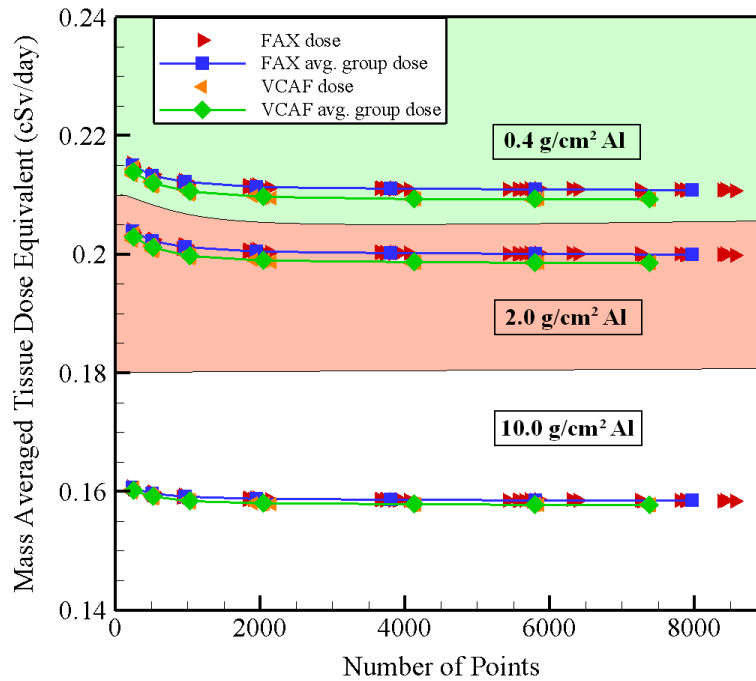 FAX dose
FAX avg. group dose
VCAF dose
VCAF avg. group dose
0.4 g/cm² Al
2.0 g/cm² Al
10.0 g/cm² Al
Mass Averaged Tissue Dose Equivalent (cSv/day)
0.24
0.22
0.2
0.18
0.16
0.14
0
2000
4000
6000
8000
Number of Points